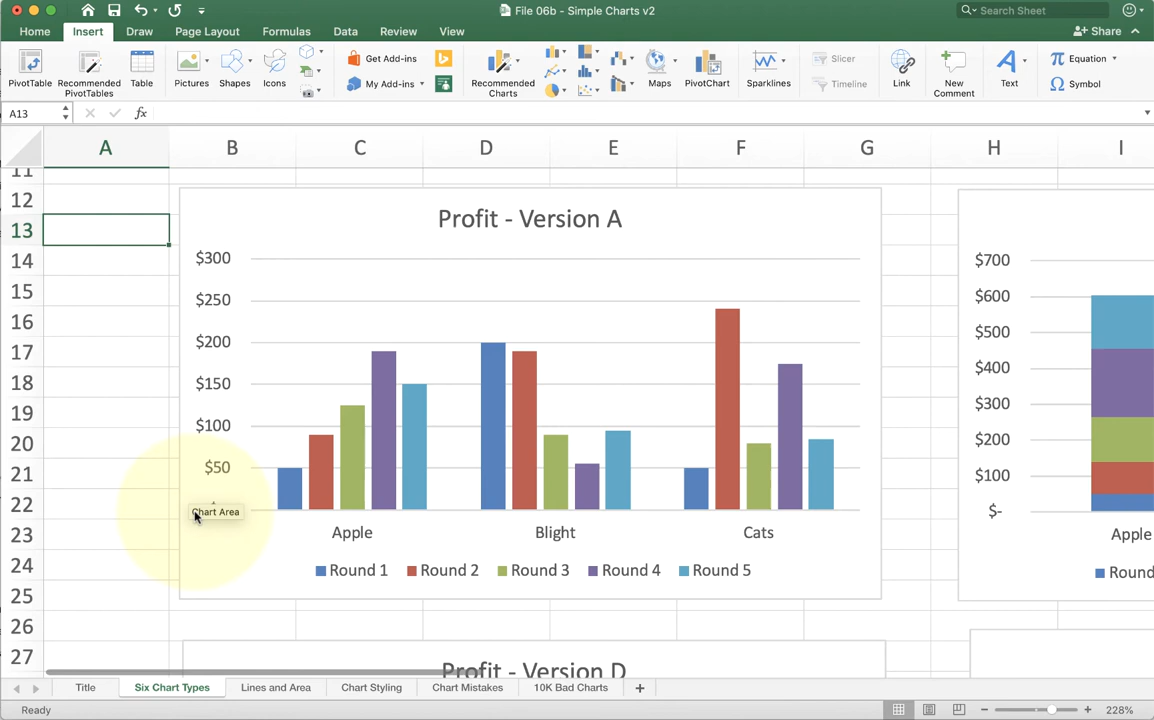 File 06b - Simple Charts v2
Search Sheet
Home Insert Draw Page Layout Formulas Data Review View
Share
PivotTable
Recommended
PivotTables
Table
Pictures
Shapes
Icons
Get Add-ins
My Add-ins
Recommended
Charts
Maps
PivotChart
Sparklines
Slicer
Timeline
Link
New
Comment
Text
Equation
Symbol
A13
fx
A B C D E F G H I
11
12
13
14
15
16
17
18
19
20
21
22
23
24
25
26
27
Profit - Version A
$300
$250
$200
$150
$100
$50
Chart Area
Apple Blight Cats
Round 1 Round 2 Round 3 Round 4 Round 5
$700
$600
$500
$400
$300
$200
$100
$-
Apple
Round
Profit - Version D
Title Six Chart Types Lines and Area Chart Styling Chart Mistakes 10K Bad Charts
Ready
228%